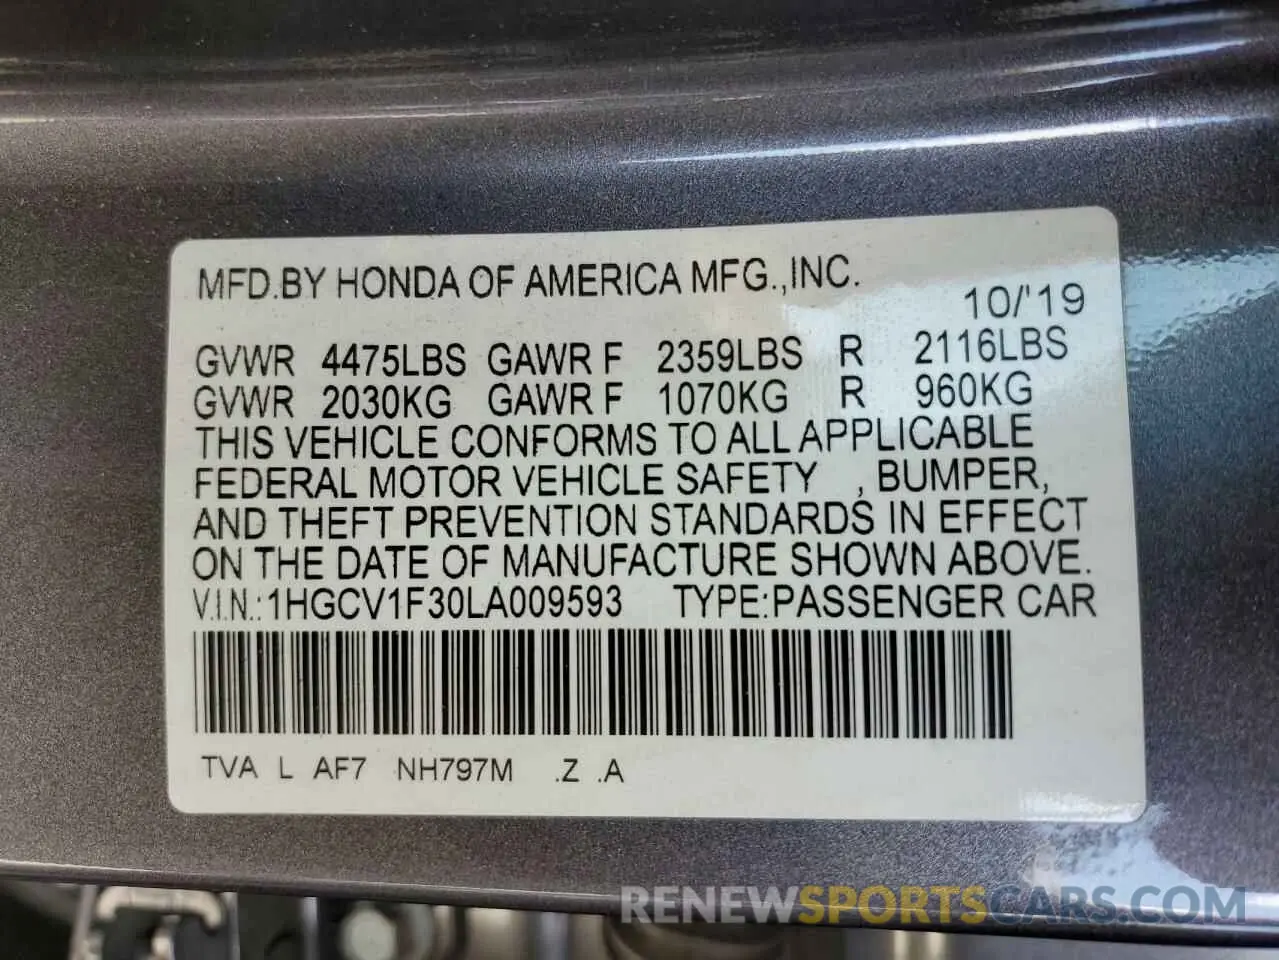 MFD.BY HONDA OF AMERICA MFG.,INC.
10/'19
GVWR 4475LBS GAWR F 2359LBS R 2116LBS
GVWR 2030KG GAWR F 1070KG R 960KG
THIS VEHICLE CONFORMS TO ALL APPLICABLE
FEDERAL MOTOR VEHICLE SAFETY , BUMPER,
AND THEFT PREVENTION STANDARDS IN EFFECT
ON THE DATE OF MANUFACTURE SHOWN ABOVE.
V.I.N.:1HGCV1F30LA009593 TYPE:PASSENGER CAR
TVA L AF7 NH797M .Z .A
RENEWSPORTSCARS.COM